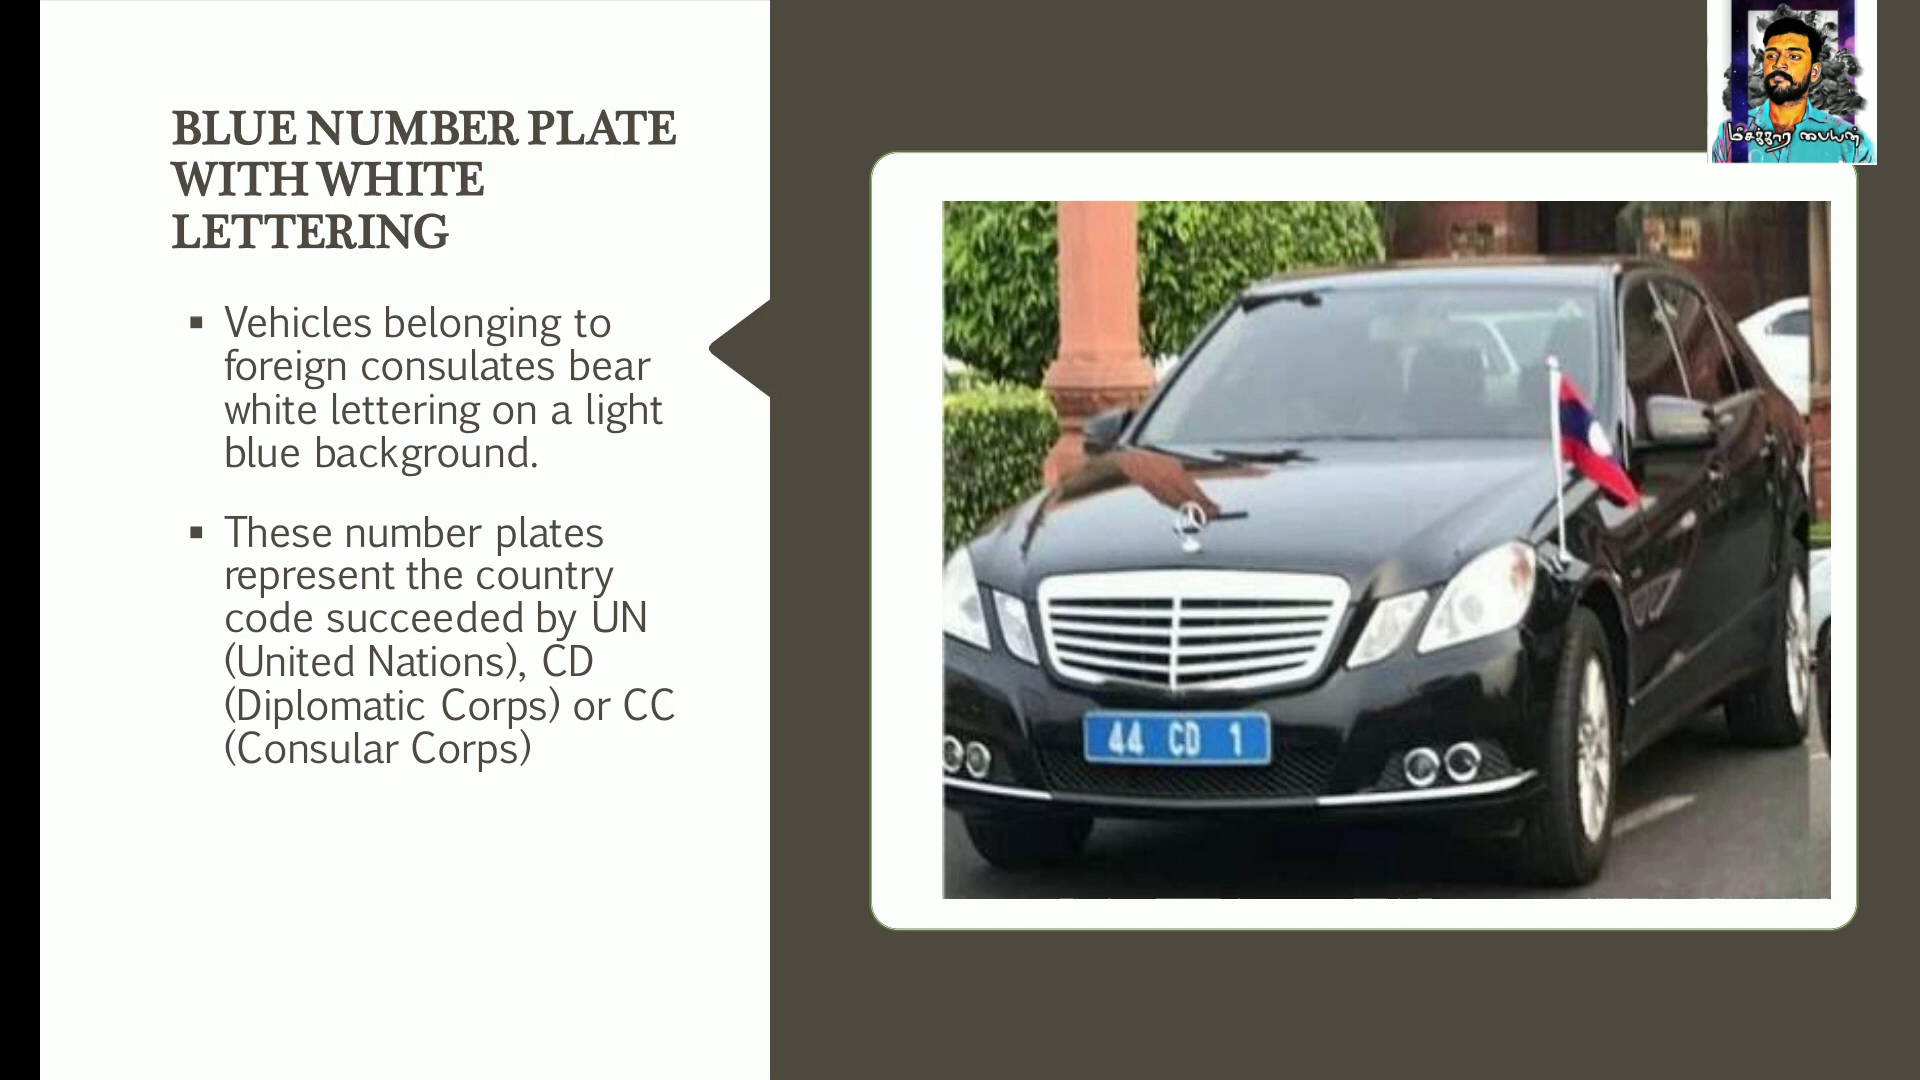 BLUE NUMBER PLATE
WITH WHITE
LETTERING
▪ Vehicles belonging to
foreign consulates bear
white lettering on a light
blue background.
▪ These number plates
represent the country
code succeeded by UN
(United Nations), CD
(Diplomatic Corps) or CC
(Consular Corps)
மீசக்கார பையன்
44 CD 1